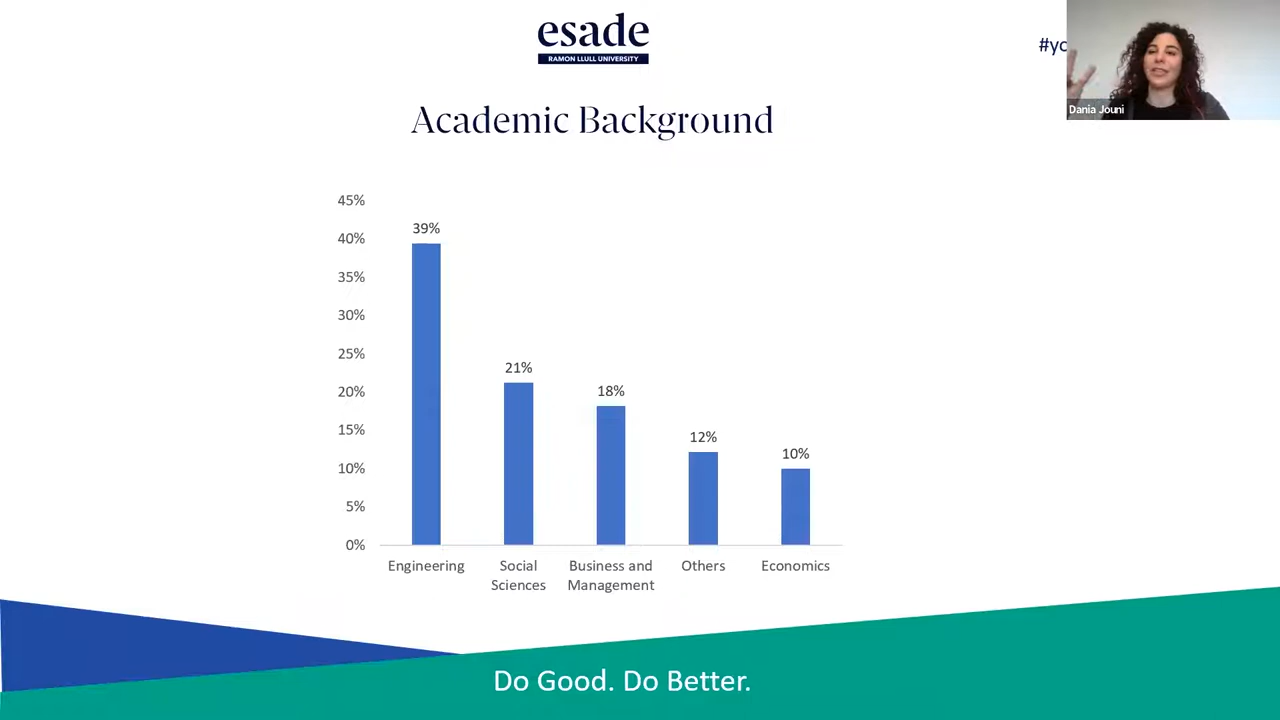 esade
RAMON LLULL UNIVERSITY
Dania Jouni
Academic Background
45%
40%
35%
30%
25%
20%
15%
10%
5%
0%
39%
21%
18%
12%
10%
Engineering
Social
Sciences
Business and
Management
Others
Economics
Do Good. Do Better.